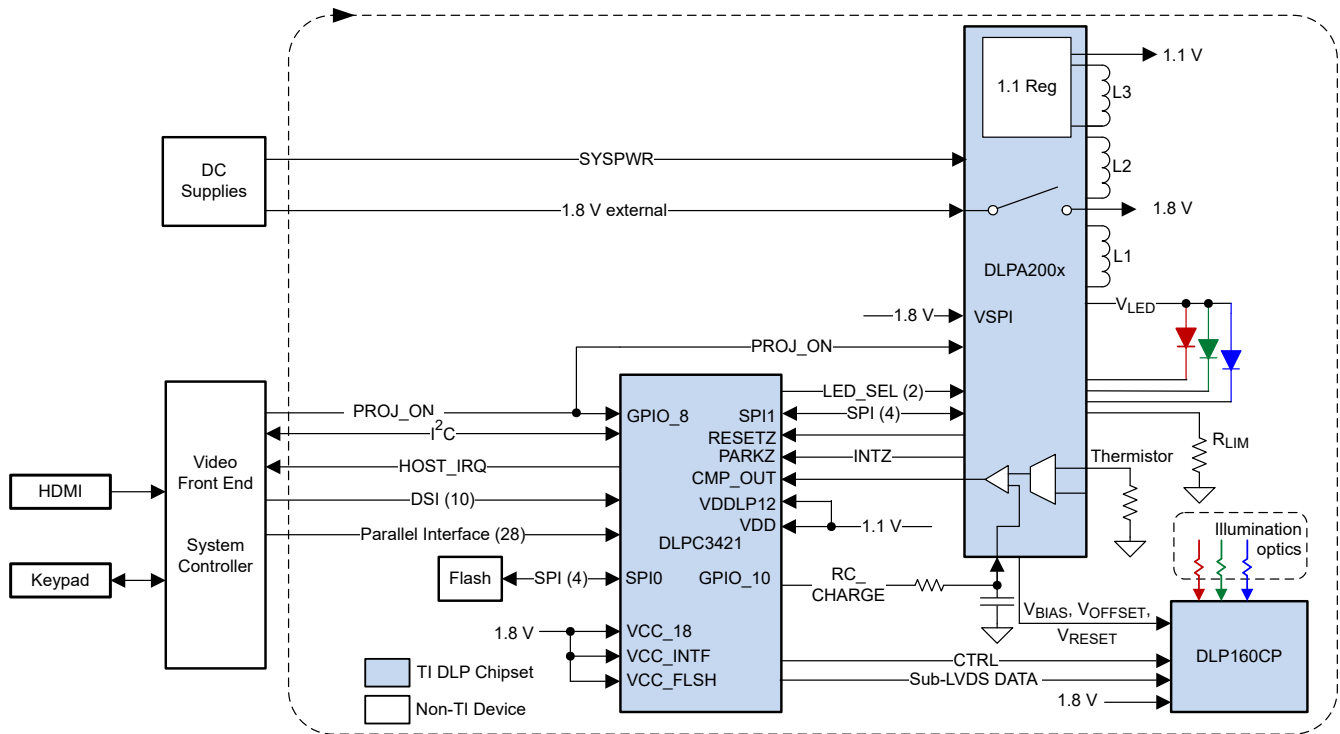 1.1 Reg
1.1 V
L3
DC
Supplies
SYSPWR
L2
1.8 V external
1.8 V
L1
DLPA200x
VLED
1.8 V
VSPI
PROJ_ON
LED_SEL (2)
PROJ_ON
GPIO_8
SPI1
SPI (4)
I2C
RESETZ
RLIM
Video
Front End
HOST_IRQ
PARKZ
INTZ
Thermistor
HDMI
CMP_OUT
DSI (10)
VDDLP12
Parallel Interface (28)
VDD
1.1 V
Illumination
optics
System
Controller
DLPC3421
Keypad
Flash
SPI (4)
SPI0
GPIO_10
RC_
CHARGE
VBIAS, VOFFSET,
VRESET
1.8 V
VCC_18
VCC_INTF
VCC_FLSH
CTRL
DLP160CP
Sub-LVDS DATA
1.8 V
TI DLP Chipset
Non-TI Device